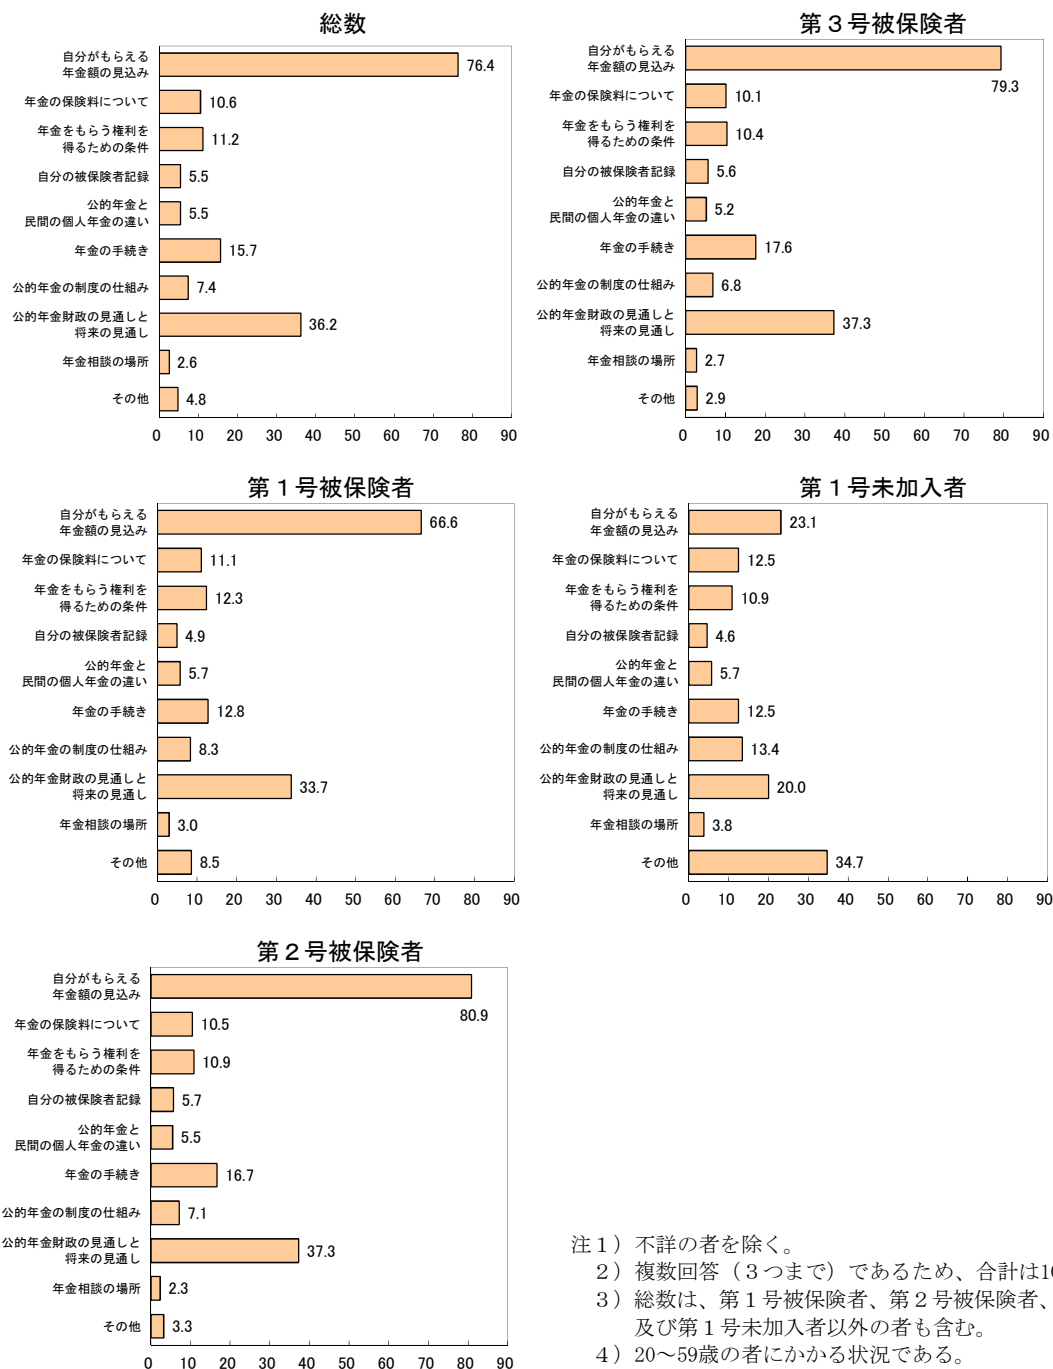 総数
自分がもらえる
年金額の見込み
76.4
年金の保険料について
10.6
年金をもらう権利を
得るための条件
11.2
自分の被保険者記録
5.5
公的年金と
民間の個人年金の違い
5.5
年金の手続き
15.7
公的年金の制度の仕組み
7.4
公的年金財政の見通しと
将来の見通し
36.2
年金相談の場所
2.6
その他
4.8
0 10 20 30 40 50 60 70 80 90
第３号被保険者
自分がもらえる
年金額の見込み
79.3
年金の保険料について
10.1
年金をもらう権利を
得るための条件
10.4
自分の被保険者記録
5.6
公的年金と
民間の個人年金の違い
5.2
年金の手続き
17.6
公的年金の制度の仕組み
6.8
公的年金財政の見通しと
将来の見通し
37.3
年金相談の場所
2.7
その他
2.9
0 10 20 30 40 50 60 70 80 90
第１号被保険者
自分がもらえる
年金額の見込み
66.6
年金の保険料について
11.1
年金をもらう権利を
得るための条件
12.3
自分の被保険者記録
4.9
公的年金と
民間の個人年金の違い
5.7
年金の手続き
12.8
公的年金の制度の仕組み
8.3
公的年金財政の見通しと
将来の見通し
33.7
年金相談の場所
3.0
その他
8.5
0 10 20 30 40 50 60 70 80 90
第１号未加入者
自分がもらえる
年金額の見込み
23.1
年金の保険料について
12.5
年金をもらう権利を
得るための条件
10.9
自分の被保険者記録
4.6
公的年金と
民間の個人年金の違い
5.7
年金の手続き
12.5
公的年金の制度の仕組み
13.4
公的年金財政の見通しと
将来の見通し
20.0
年金相談の場所
3.8
その他
34.7
0 10 20 30 40 50 60 70 80 90
第２号被保険者
自分がもらえる
年金額の見込み
80.9
年金の保険料について
10.5
年金をもらう権利を
得るための条件
10.9
自分の被保険者記録
5.7
公的年金と
民間の個人年金の違い
5.5
年金の手続き
16.7
公的年金の制度の仕組み
7.1
公的年金財政の見通しと
将来の見通し
37.3
年金相談の場所
2.3
その他
3.3
0 10 20 30 40 50 60 70 80 90
注１）不詳の者を除く。
２）複数回答（３つまで）であるため、合計は
３）総数は、第１号被保険者、第２号被保険者、
及び第１号未加入者以外の者も含む。
４）20～59歳の者にかかる状況である。